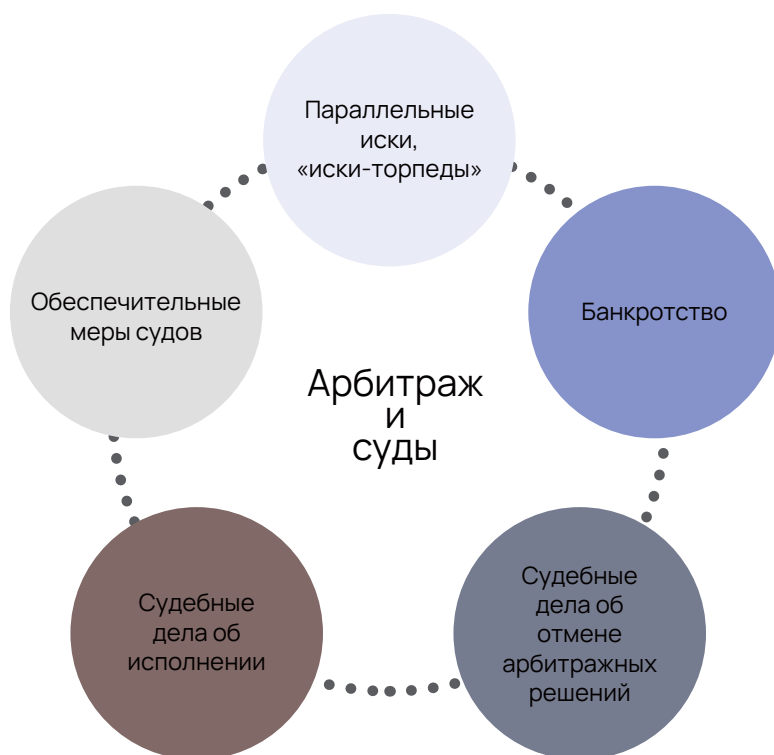 Параллельные
иски,
«иски-торпеды»
Обеспечительные
меры судов
Банкротство
Арбитраж
и
суды
Судебные
дела об
исполнении
Судебные
дела об
отмене
арбитражных
решений